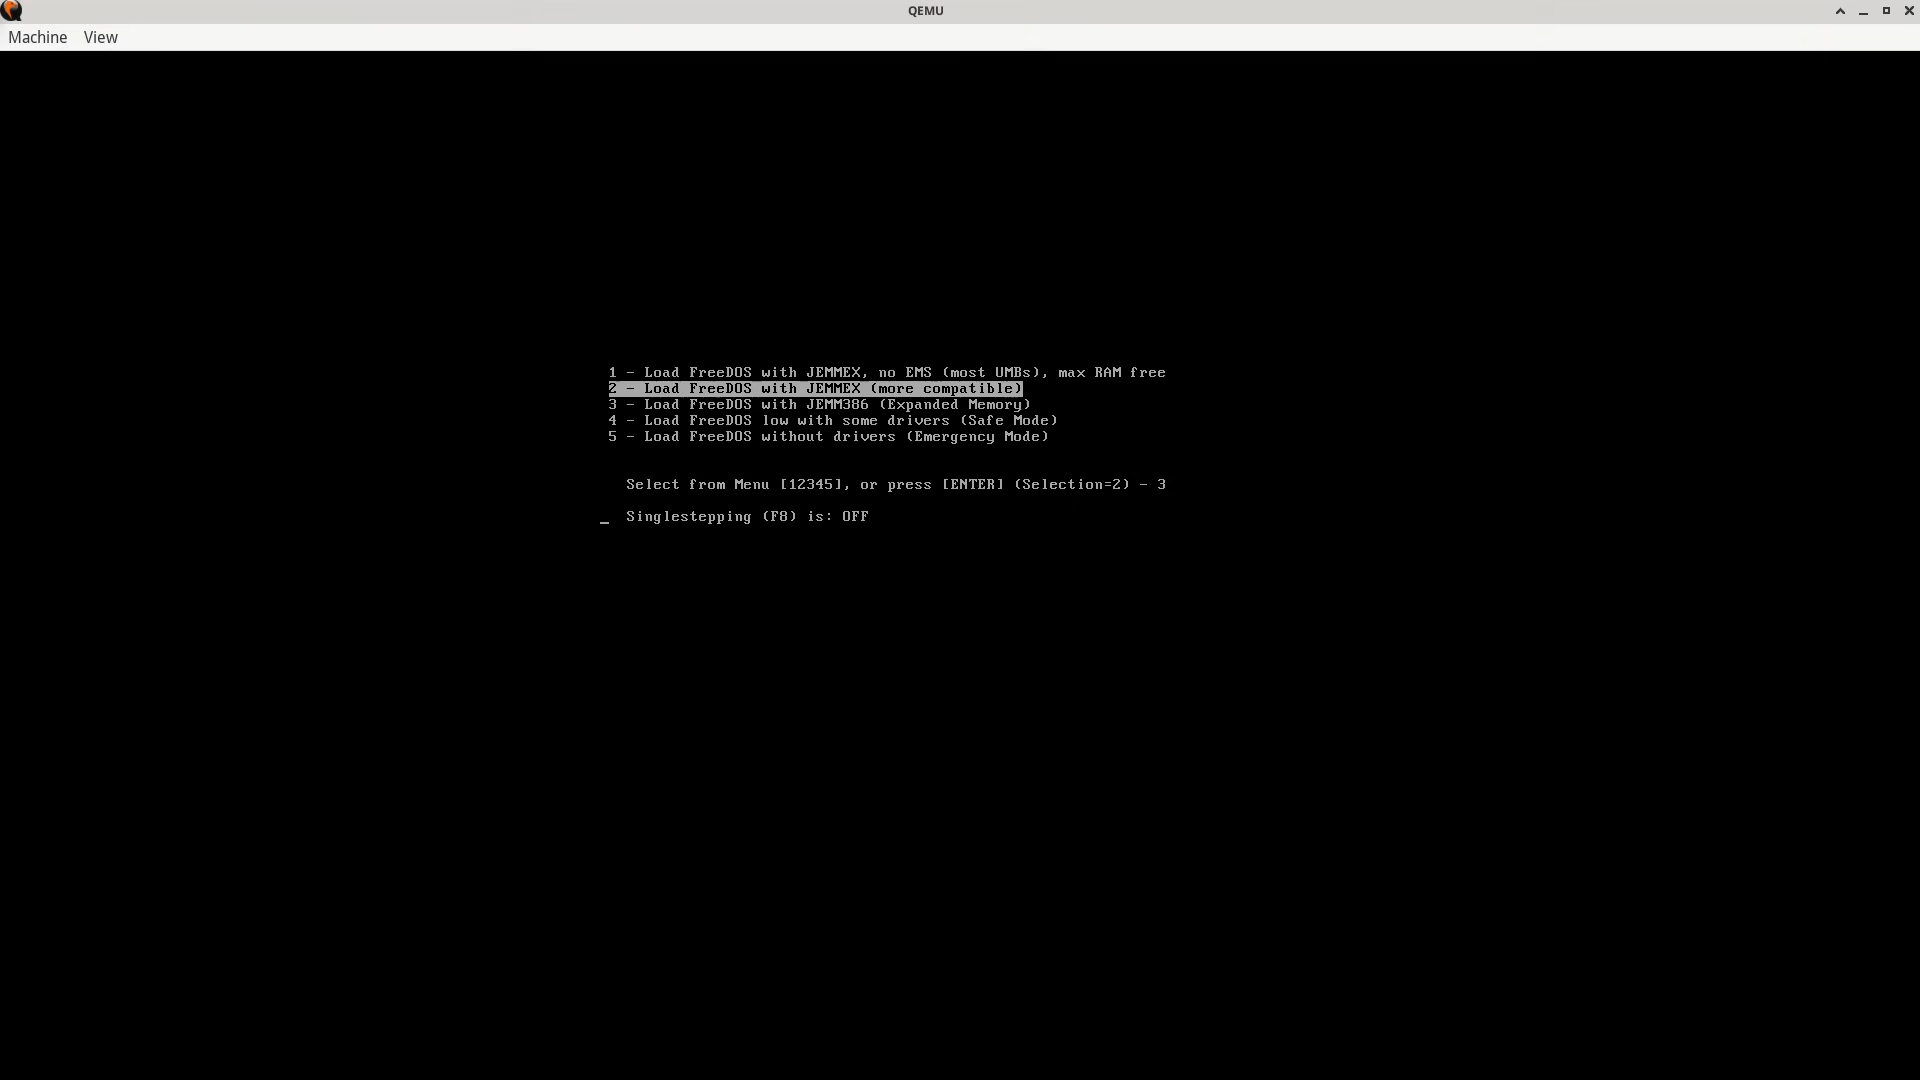 QEMU
Machine View
1 - Load FreeDOS with JEMMEX, no EMS (most UMBs), max RAM free
2 - Load FreeDOS with JEMMEX (more compatible)
3 - Load FreeDOS with JEMM386 (Expanded Memory)
4 - Load FreeDOS low with some drivers (Safe Mode)
5 - Load FreeDOS without drivers (Emergency Mode)
Select from Menu [12345], or press [ENTER] (Selection=2) - 3
_ Singlestepping (F8) is: OFF